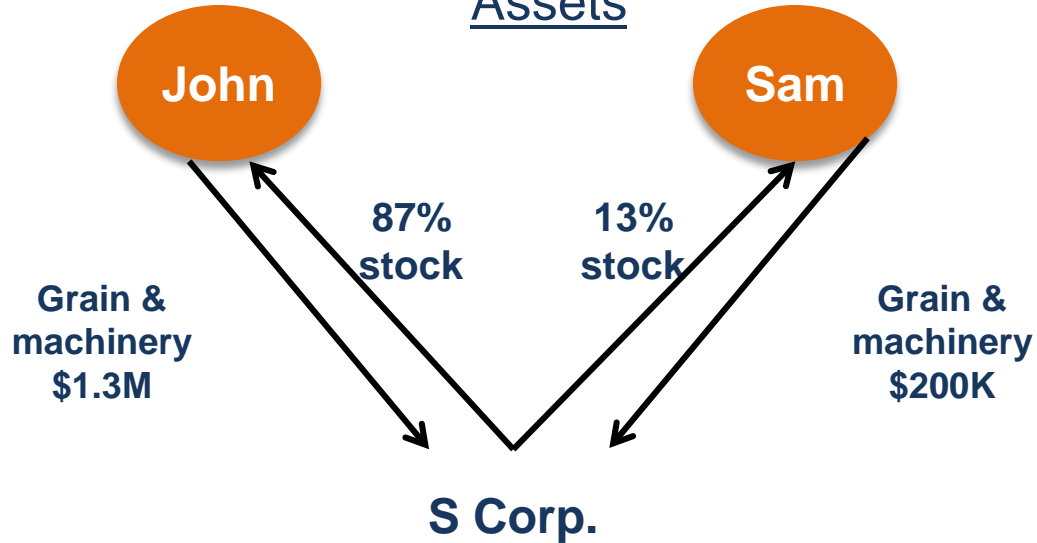 Assets
John
Sam
87%
stock
13%
stock
Grain &
machinery
$1.3M
Grain &
machinery
$200K
S Corp.